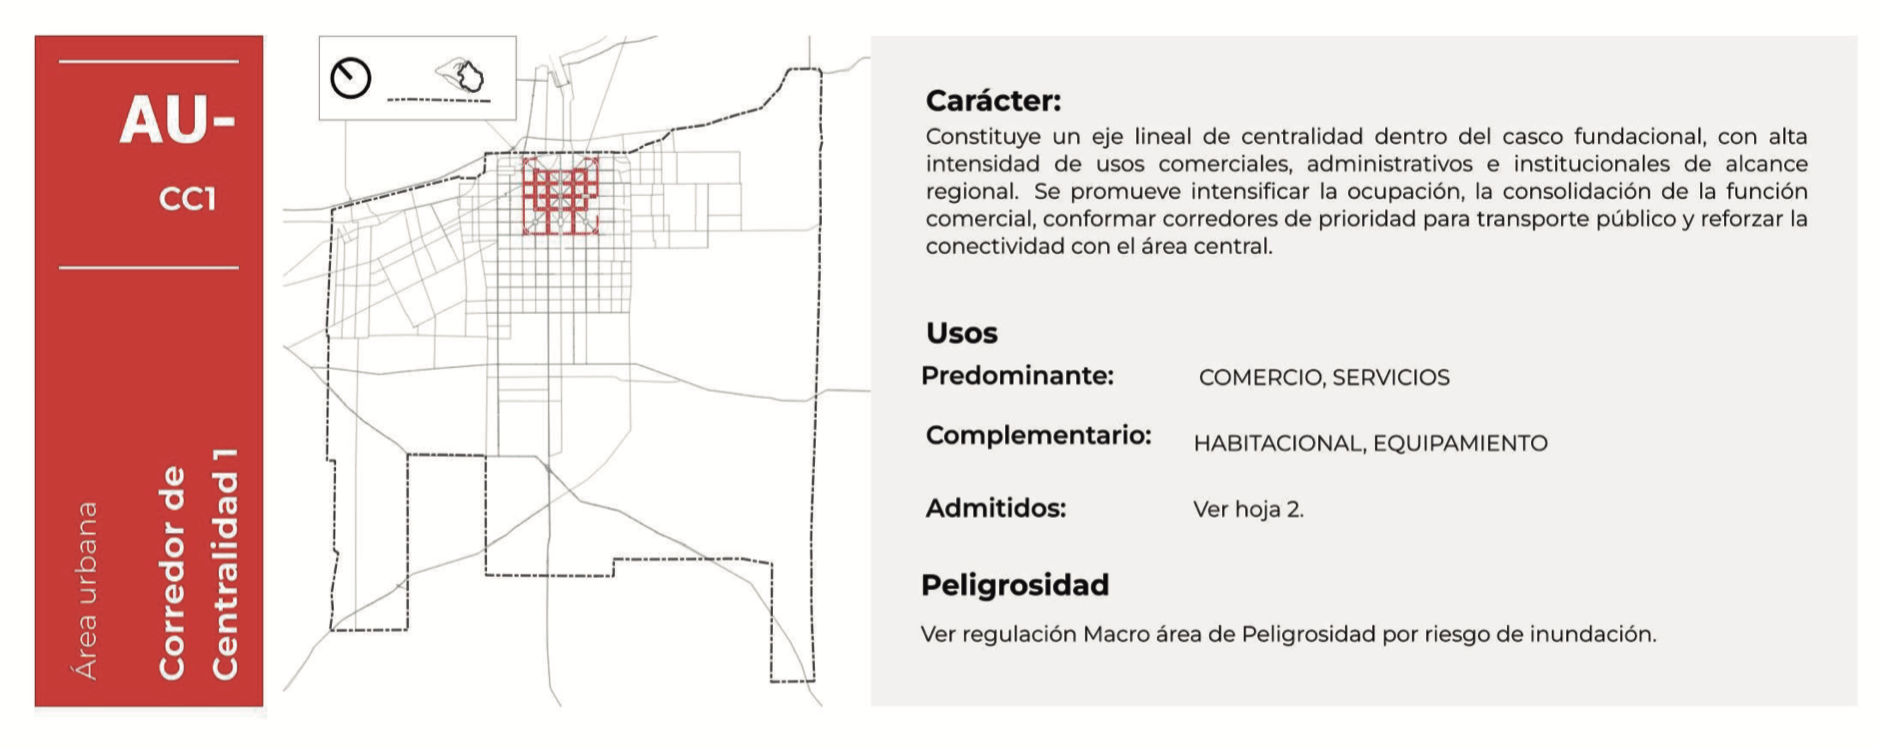 AU-
CC1
Área urbana
Corredor de
Centralidad 1
Carácter:
Constituye un eje lineal de centralidad dentro del casco fundacional, con alta
intensidad de usos comerciales, administrativos e institucionales de alcance
regional. Se promueve intensificar la ocupación, la consolidación de la función
comercial, conformar corredores de prioridad para transporte público y reforzar la
conectividad con el área central.
Usos
Predominante: COMERCIO, SERVICIOS
Complementario: HABITACIONAL, EQUIPAMIENTO
Admitidos: Ver hoja 2.
Peligrosidad
Ver regulación Macro área de Peligrosidad por riesgo de inundación.